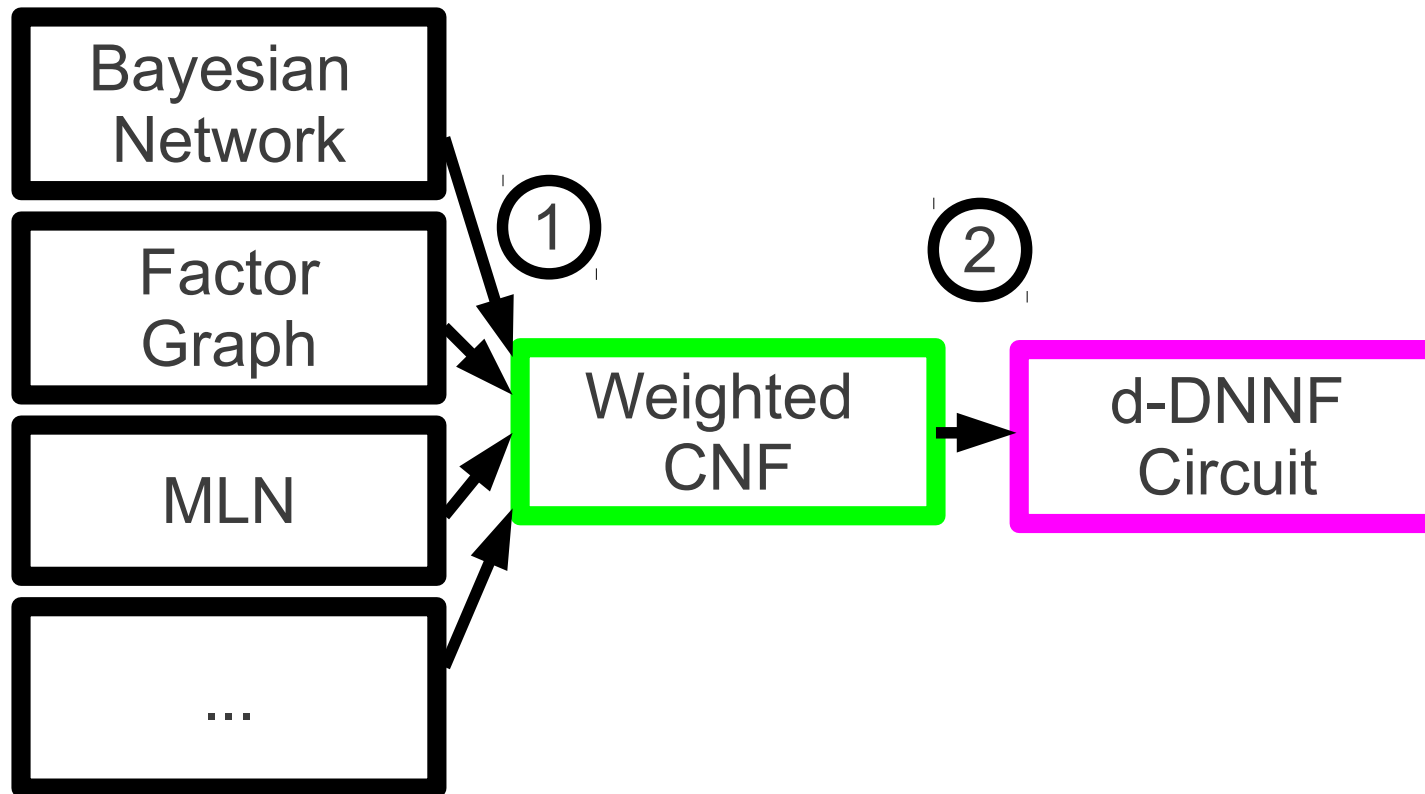 Bayesian
Network
1
2
Factor
Graph
Weighted
CNF
d-DNNF
Circuit
MLN
...